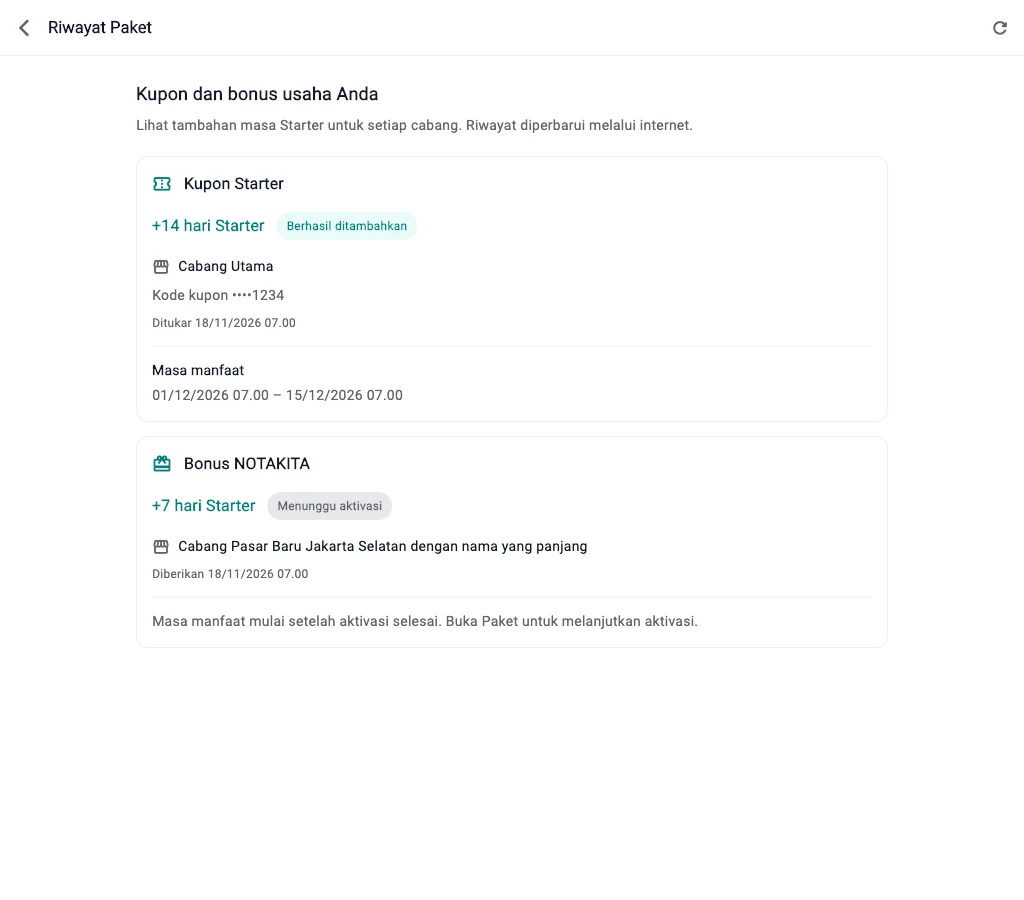 Riwayat Paket
Kupon dan bonus usaha Anda
Lihat tambahan masa Starter untuk setiap cabang. Riwayat diperbarui melalui internet.
Kupon Starter
+14 hari Starter Berhasil ditambahkan
Cabang Utama
Kode kupon ••••1234
Ditukar 18/11/2026 07.00
Masa manfaat
01/12/2026 07.00 – 15/12/2026 07.00
Bonus NOTAKITA
+7 hari Starter Menunggu aktivasi
Cabang Pasar Baru Jakarta Selatan dengan nama yang panjang
Diberikan 18/11/2026 07.00
Masa manfaat mulai setelah aktivasi selesai. Buka Paket untuk melanjutkan aktivasi.